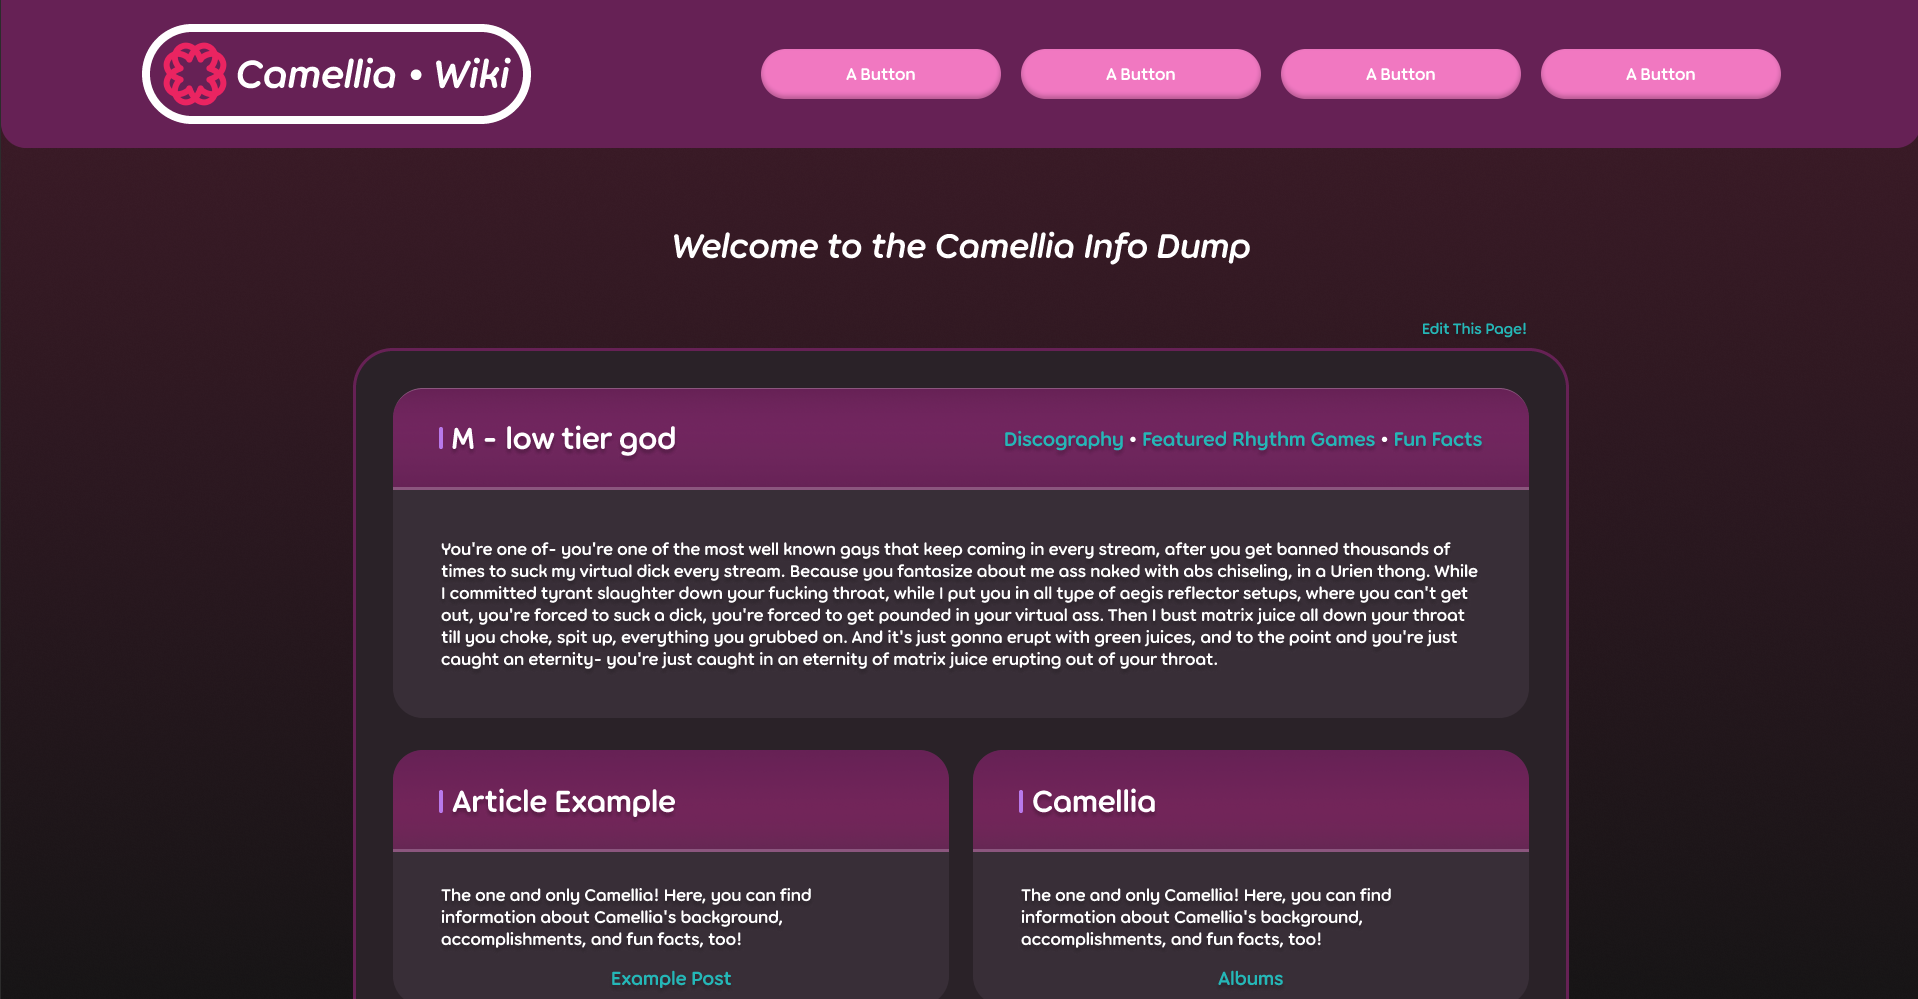 Camellia • Wiki
A Button
A Button
A Button
A Button
Welcome to the Camellia Info Dump
Edit This Page!
M - low tier god
Discography • Featured Rhythm Games • Fun Facts
You're one of- you're one of the most well known gays that keep coming in every stream, after you get banned thousands of
times to suck my virtual dick every stream. Because you fantasize about me ass naked with abs chiseling, in a Urien thong. While
I committed tyrant slaughter down your fucking throat, while I put you in all type of aegis reflector setups, where you can't get
out, you're forced to suck a dick, you're forced to get pounded in your virtual ass. Then I bust matrix juice all down your throat
till you choke, spit up, everything you grubbed on. And it's just gonna erupt with green juices, and to the point and you're just
caught an eternity- you're just caught in an eternity of matrix juice erupting out of your throat.
Article Example
The one and only Camellia! Here, you can find
information about Camellia's background,
accomplishments, and fun facts, too!
Example Post
Camellia
The one and only Camellia! Here, you can find
information about Camellia's background,
accomplishments, and fun facts, too!
Albums